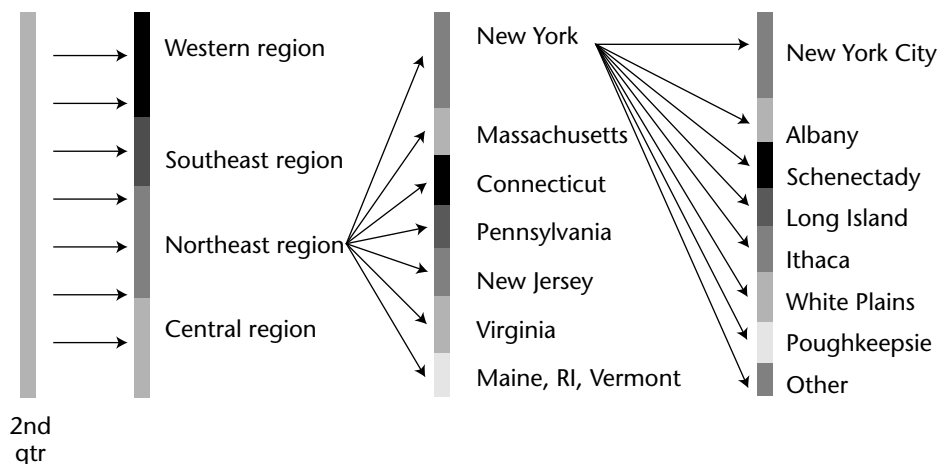 Western region
Southeast region
Northeast region
Central region
New York
Massachusetts
Connecticut
Pennsylvania
New Jersey
Virginia
Maine, RI, Vermont
New York City
Albany
Schenectady
Long Island
Ithaca
White Plains
Poughkeepsie
Other
2nd
qtr